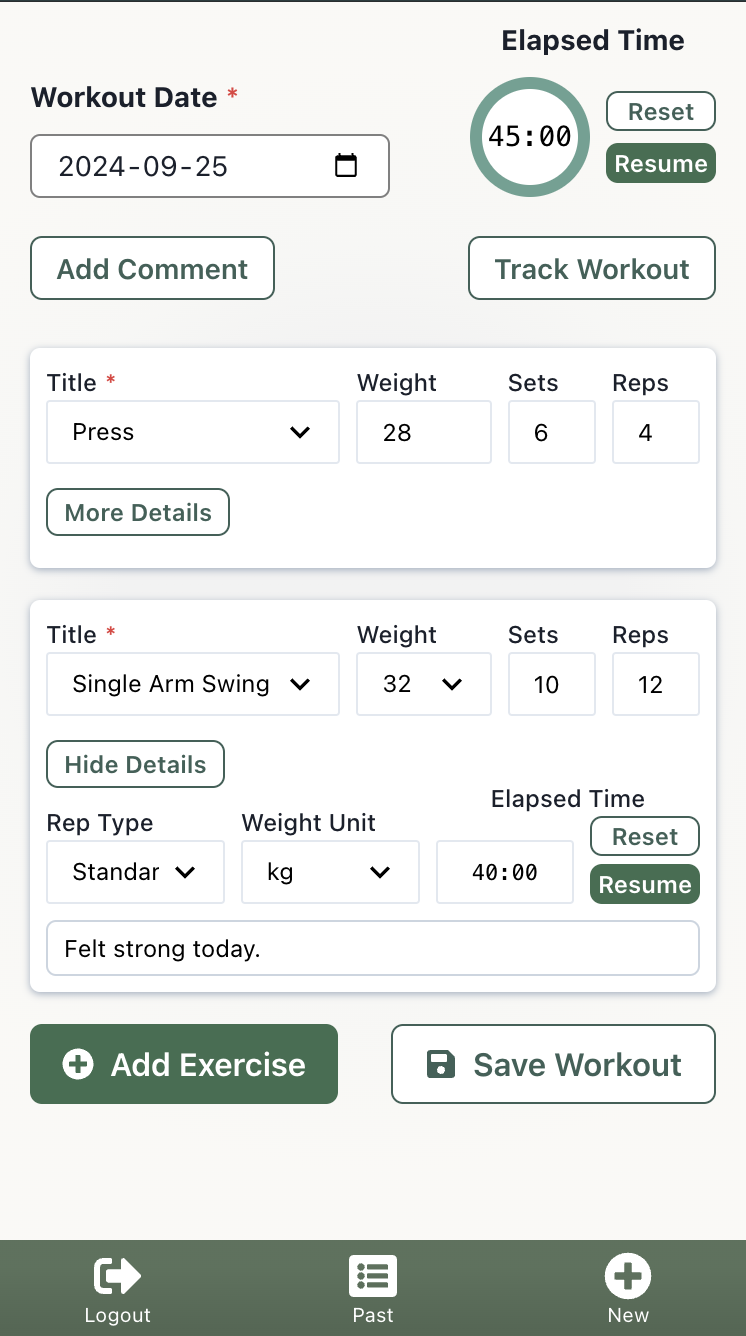 Elapsed Time
Workout Date *
45:00
Reset
Resume
2024-09-25
Add Comment
Track Workout
Title * Weight Sets Reps
Press 28 6 4
More Details
Title * Weight Sets Reps
Single Arm Swing 32 10 12
Hide Details
Elapsed Time
Rep Type Weight Unit Reset
Standar kg 40:00 Resume
Felt strong today.
Add Exercise Save Workout
Logout Past New